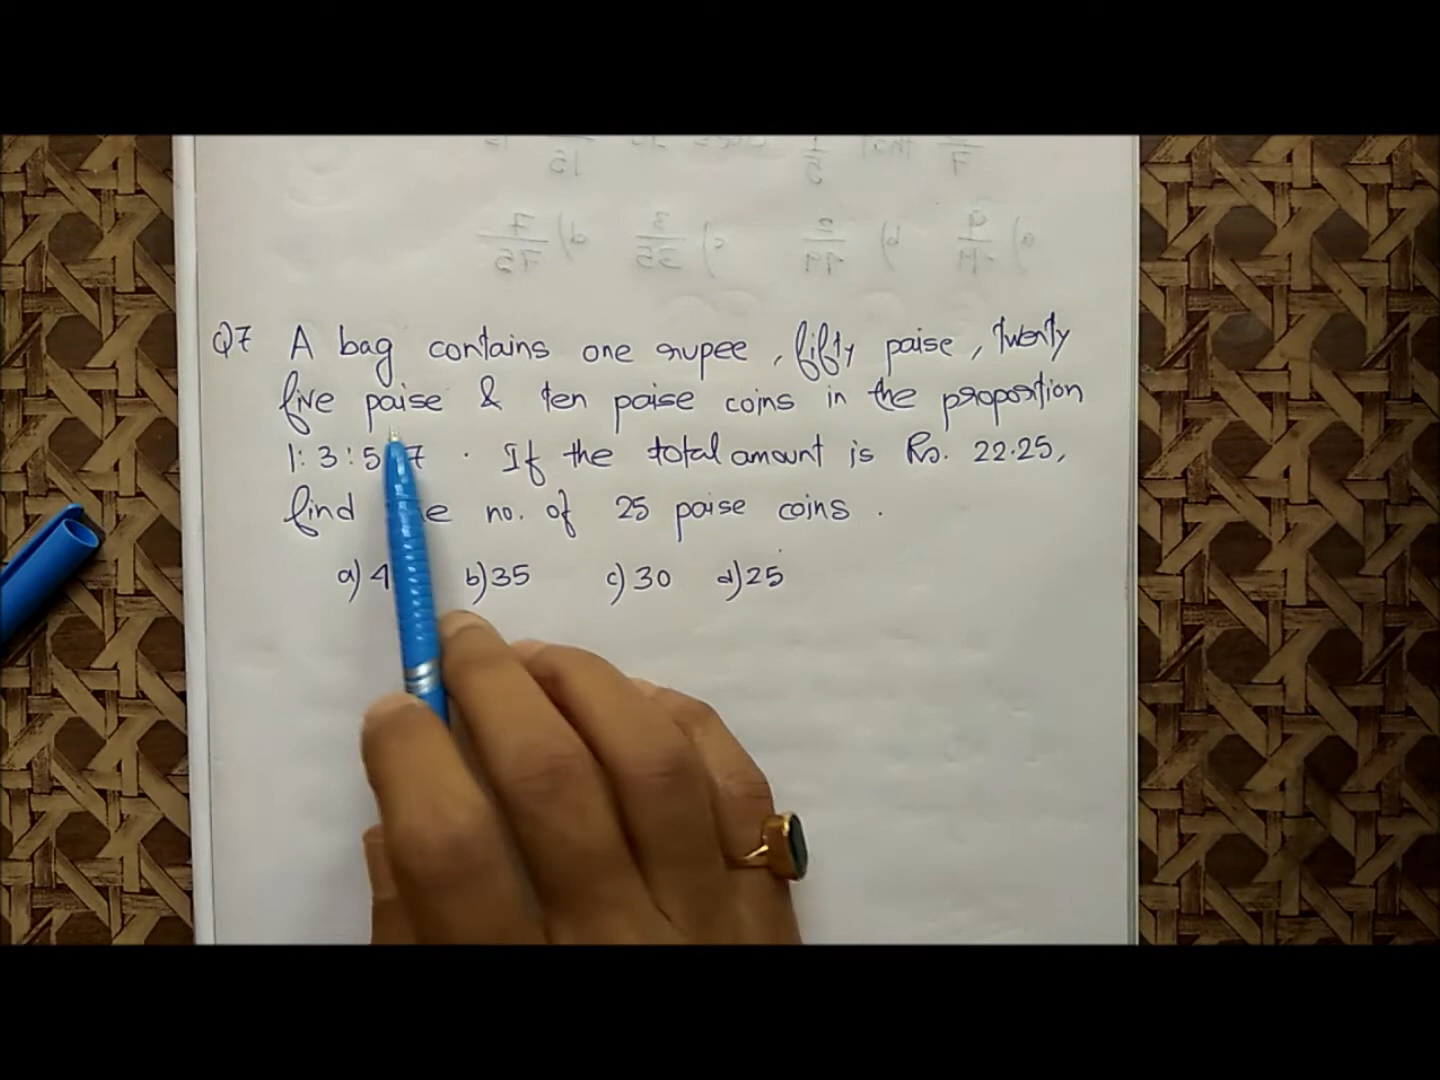 Q7 A bag contains one rupee, fifty paise, twenty
five paise & ten paise coins in the proportion
1:3:5 7. If the total amount is Rs. 22.25,
find no. of 25 paise coins.
a) 4 b) 35 c) 30 d) 25